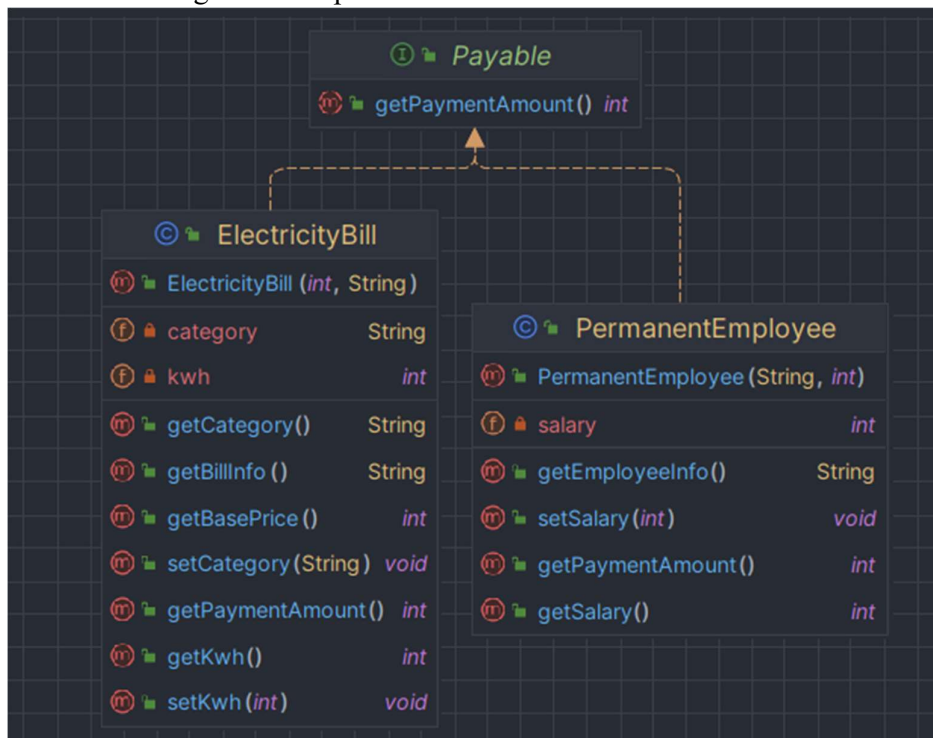 Payable
getPaymentAmount() int
ElectricityBill
ElectricityBill (int, String)
category String
kwh int
getCategory() String
getBillInfo () String
getBasePrice() int
setCategory(String) void
getPaymentAmount() int
getKwh() int
setKwh(int) void
PermanentEmployee
PermanentEmployee(String, int)
salary int
getEmployeeInfo() String
setSalary(int) void
getPaymentAmount() int
getSalary() int